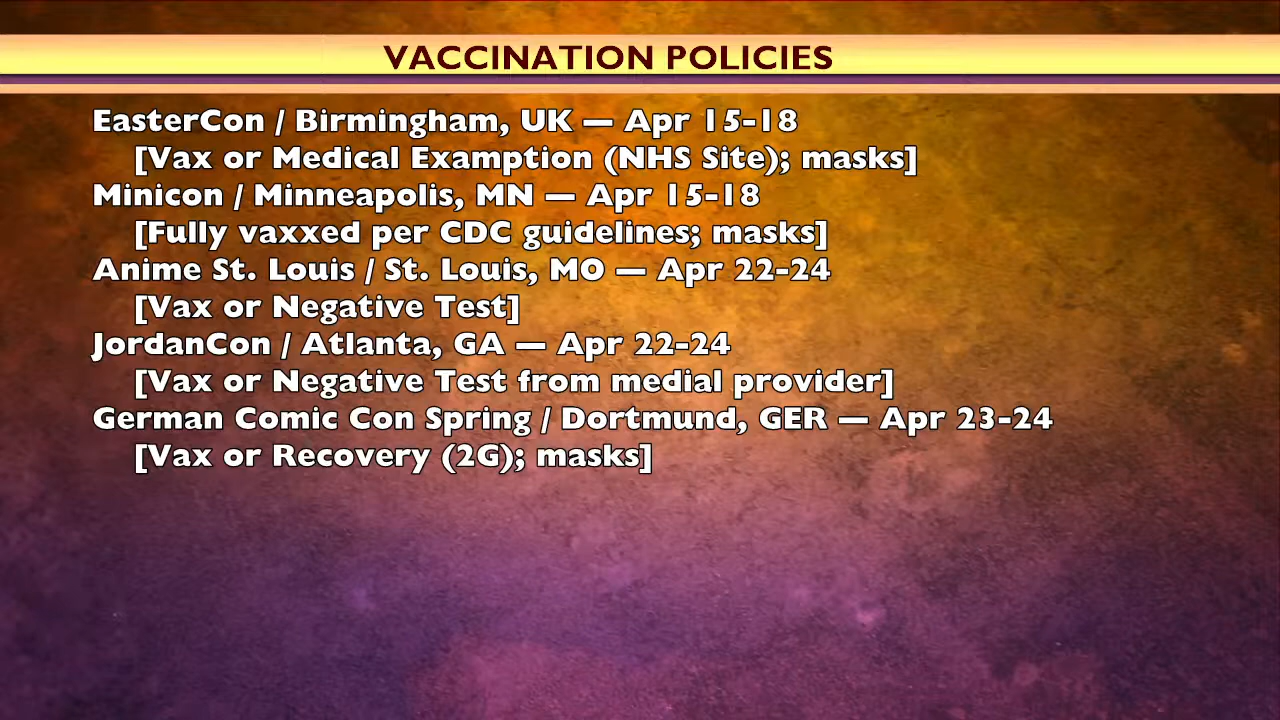 VACCINATION POLICIES
EasterCon / Birmingham, UK — Apr 15-18
[Vax or Medical Examption (NHS Site); masks]
Minicon / Minneapolis, MN — Apr 15-18
[Fully vaxxed per CDC guidelines; masks]
Anime St. Louis / St. Louis, MO — Apr 22-24
[Vax or Negative Test]
JordanCon / Atlanta, GA — Apr 22-24
[Vax or Negative Test from medial provider]
German Comic Con Spring / Dortmund, GER — Apr 23-24
[Vax or Recovery (2G); masks]